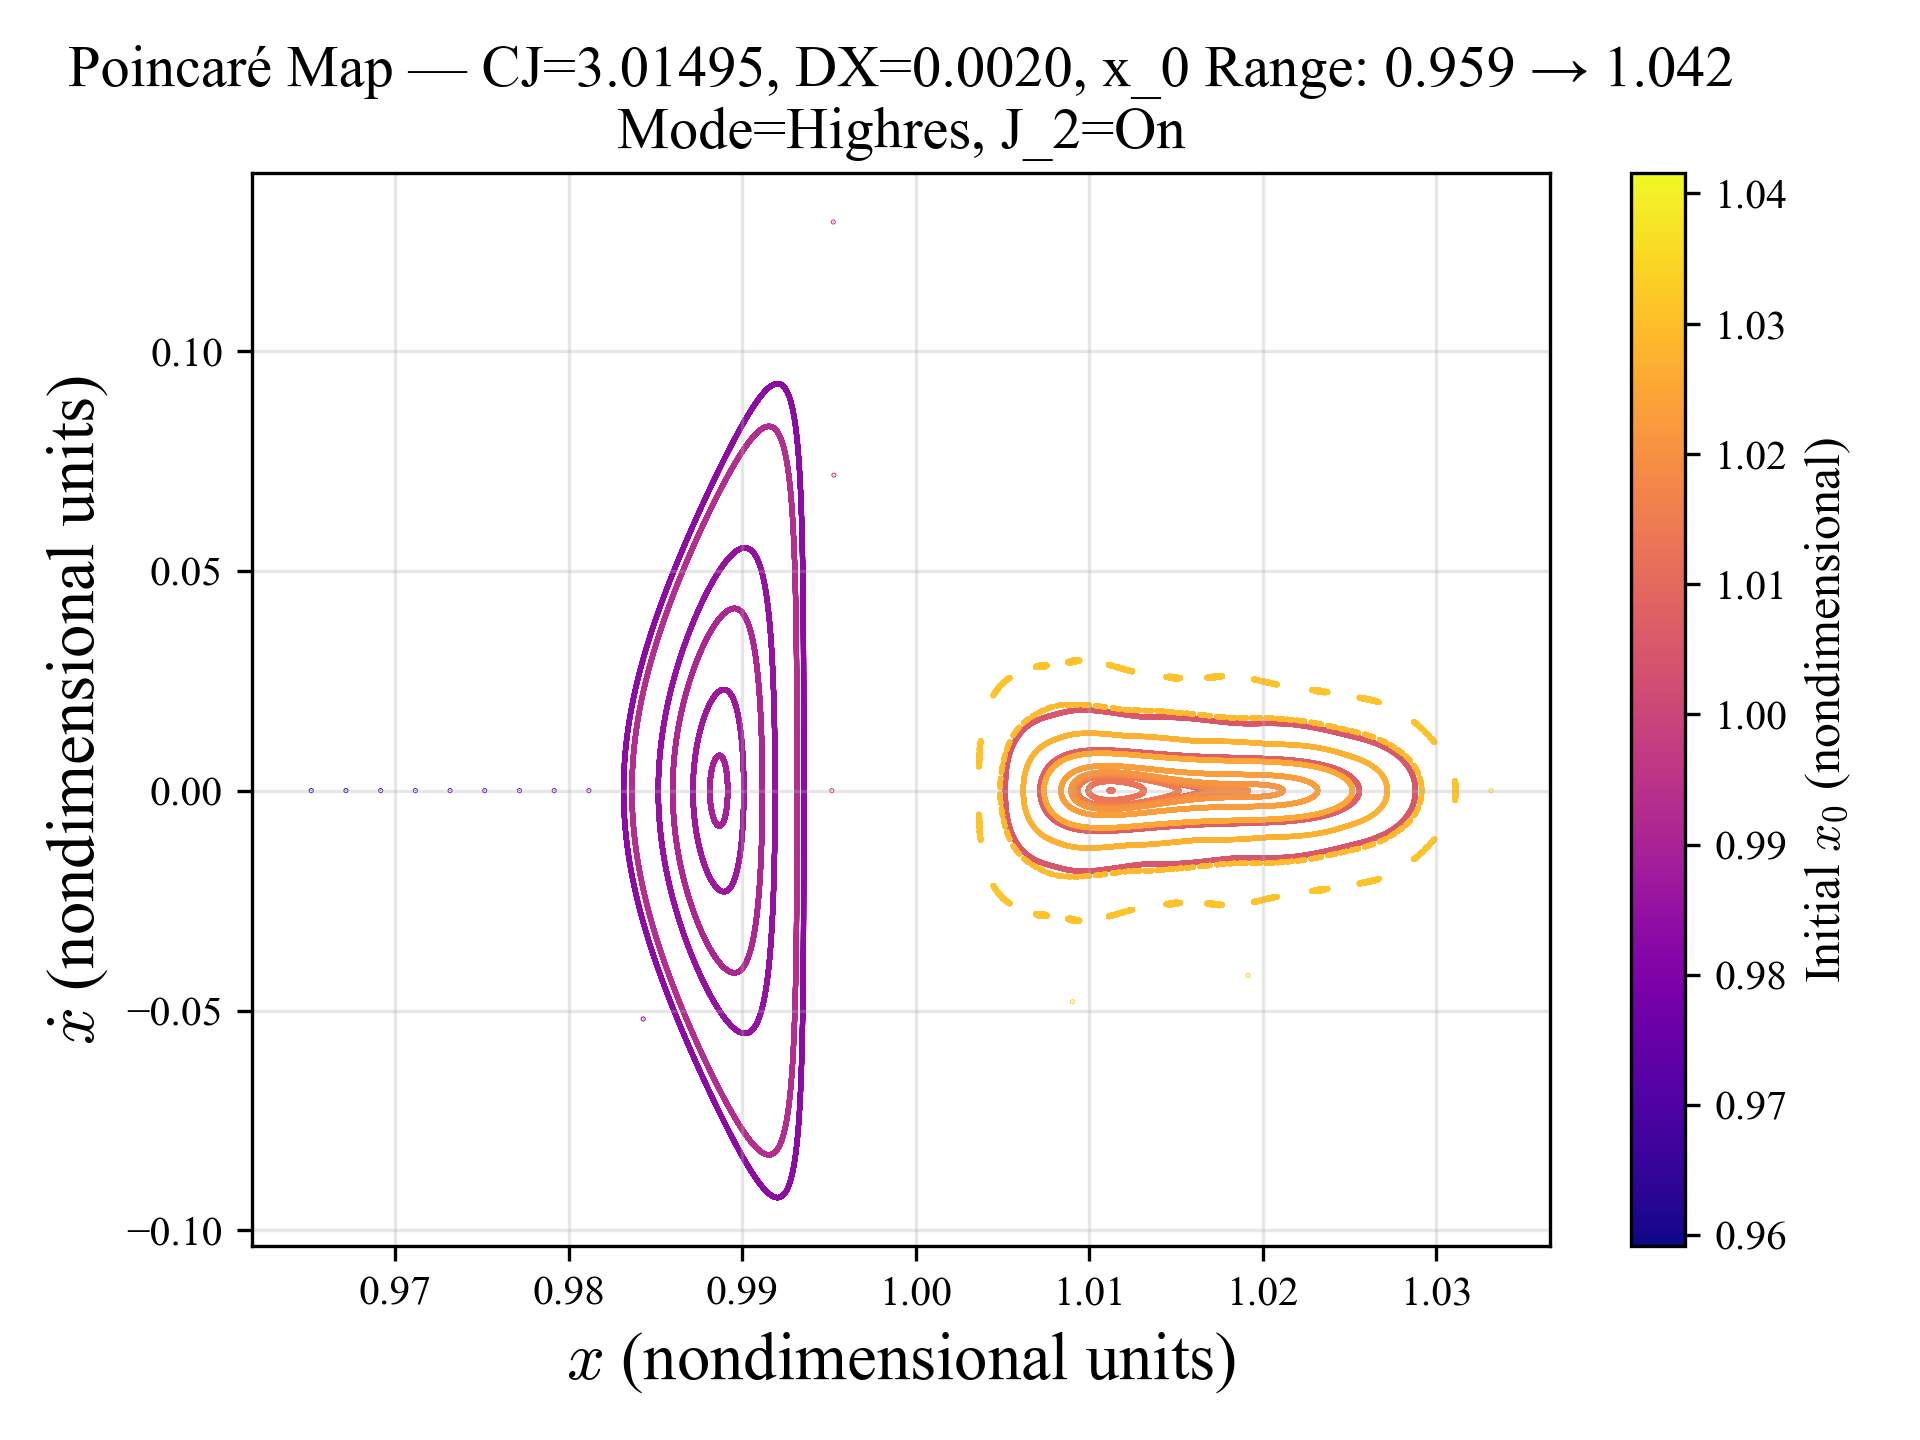 Poincaré Map — CJ=3.01495, DX=0.0020, x_0 Range: 0.959 → 1.042
Mode=Highres, J_2=On
0.10
0.05
0.00
−0.05
−0.10
ẋ (nondimensional units)
0.97 0.98 0.99 1.00 1.01 1.02 1.03
x (nondimensional units)
1.04
1.03
1.02
1.01
1.00
0.99
0.98
0.97
0.96
Initial x₀ (nondimensional)